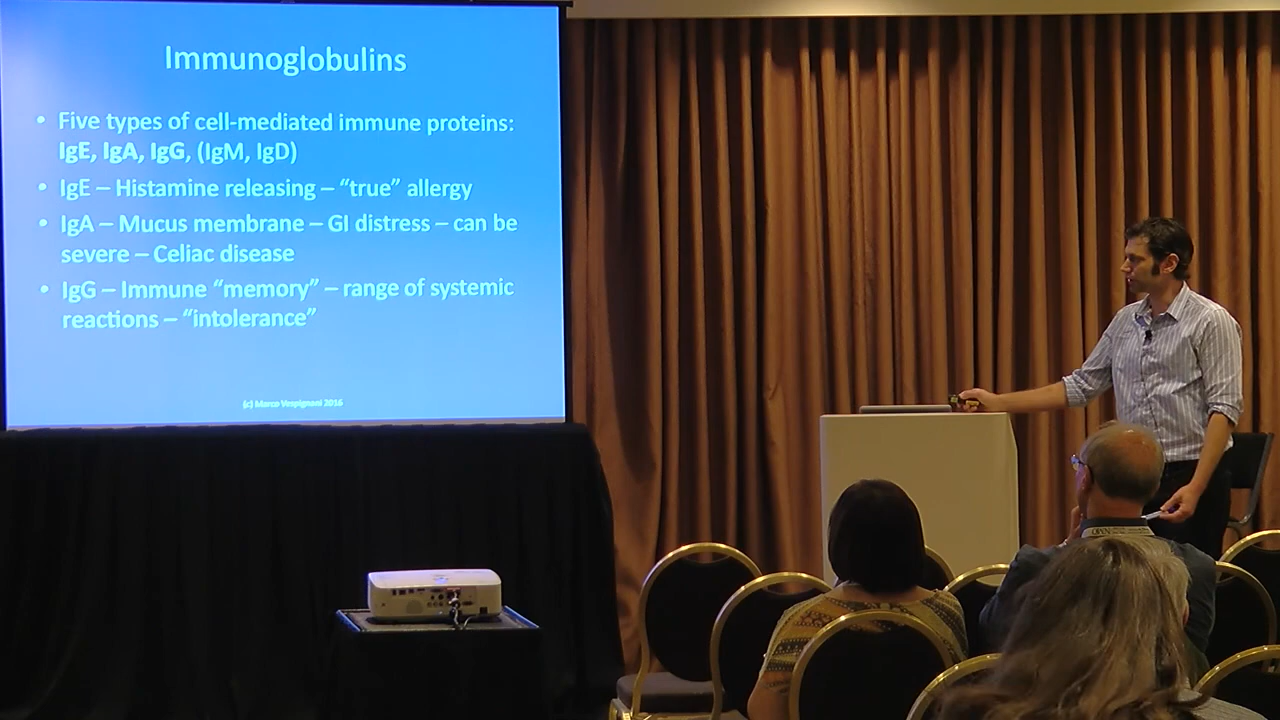 Immunoglobulins
• Five types of cell-mediated immune proteins:
IgE, IgA, IgG, (IgM, IgD)
• IgE – Histamine releasing – “true” allergy
• IgA – Mucus membrane – GI distress – can be
severe – Celiac disease
• IgG – Immune “memory” – range of systemic
reactions – “intolerance”
(c) Marco Vespignani 2016